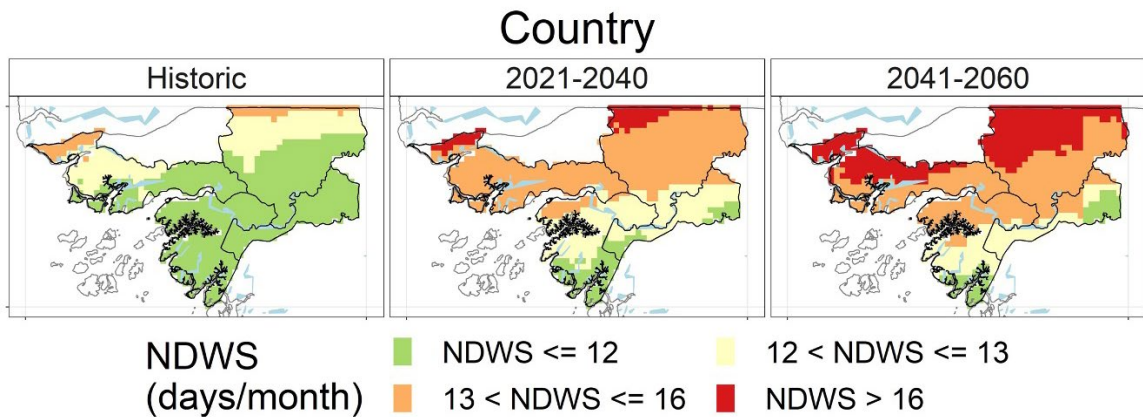 Country
Historic
2021-2040
2041-2060
NDWS
(days/month)
NDWS <= 12
12 < NDWS <= 13
13 < NDWS <= 16
NDWS > 16